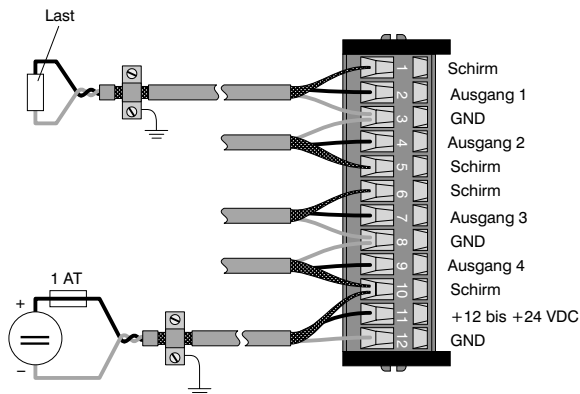 Last
1 Schirm
2 Ausgang 1
3 GND
4 Ausgang 2
5 Schirm
6 Schirm
7 Ausgang 3
8 GND
9 Ausgang 4
10 Schirm
11 +12 bis +24 VDC
12 GND
1 AT
+
–